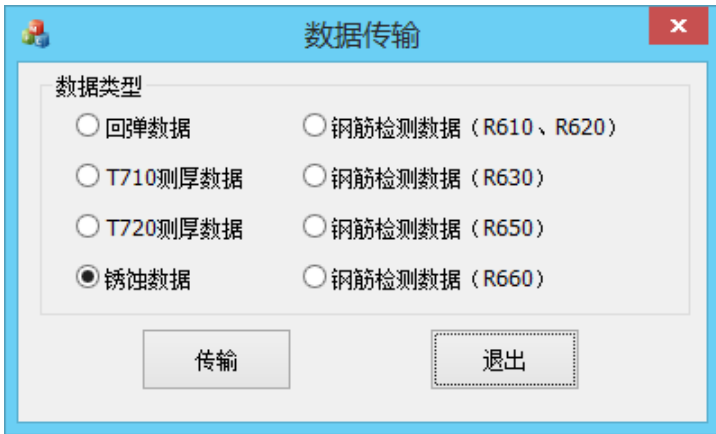 数据传输
数据类型
回弹数据
钢筋检测数据（R610、R620）
T710测厚数据
钢筋检测数据（R630）
T720测厚数据
钢筋检测数据（R650）
锈蚀数据
钢筋检测数据（R660）
传输
退出